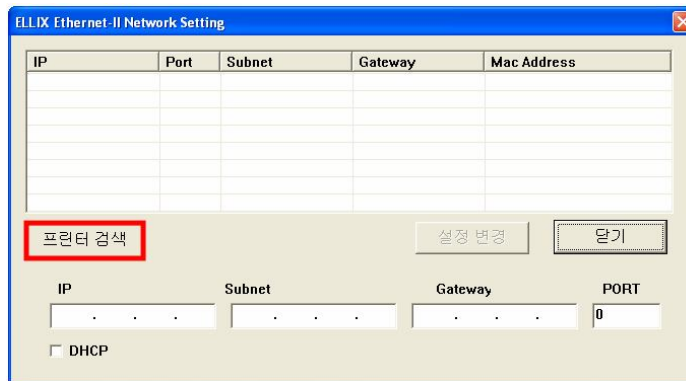 ELLIX Ethernet-II Network Setting
IP Port Subnet Gateway Mac Address
프린터 검색 설정 변경 닫기
IP Subnet Gateway PORT
. . . . . . . . . 0
DHCP